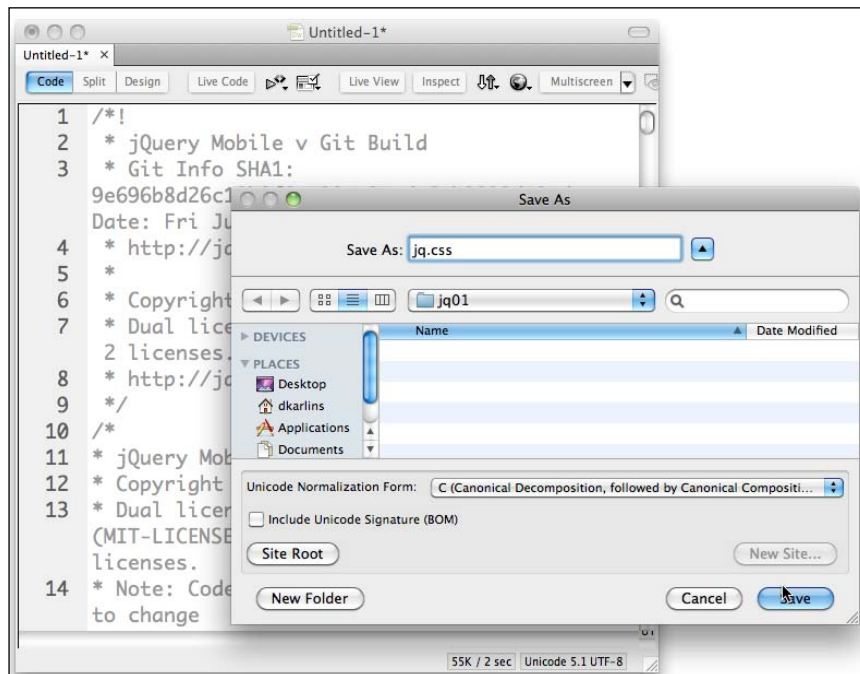 Untitled-1*
Untitled-1* ×
Code Split Design Live Code Live View Inspect Multiscreen
1 /*!
2 * jQuery Mobile v Git Build
3 * Git Info SHA1:
9e696b8d26c1
Date: Fri Ju
4 * http://jq
5 *
6 * Copyright
7 * Dual lice
2 licenses.
8 * http://jq
9 */
10 /*
11 * jQuery Mob
12 * Copyright
13 * Dual licen
(MIT-LICENSE
licenses.
14 * Note: Code
to change
Save As
Save As: jq.css
jq01
Name Date Modified
DEVICES
PLACES
Desktop
dkarlins
Applications
Documents
Unicode Normalization Form: C (Canonical Decomposition, followed by Canonical Compositi...
Include Unicode Signature (BOM)
Site Root New Site...
New Folder Cancel Save
55K / 2 sec Unicode 5.1 UTF-8